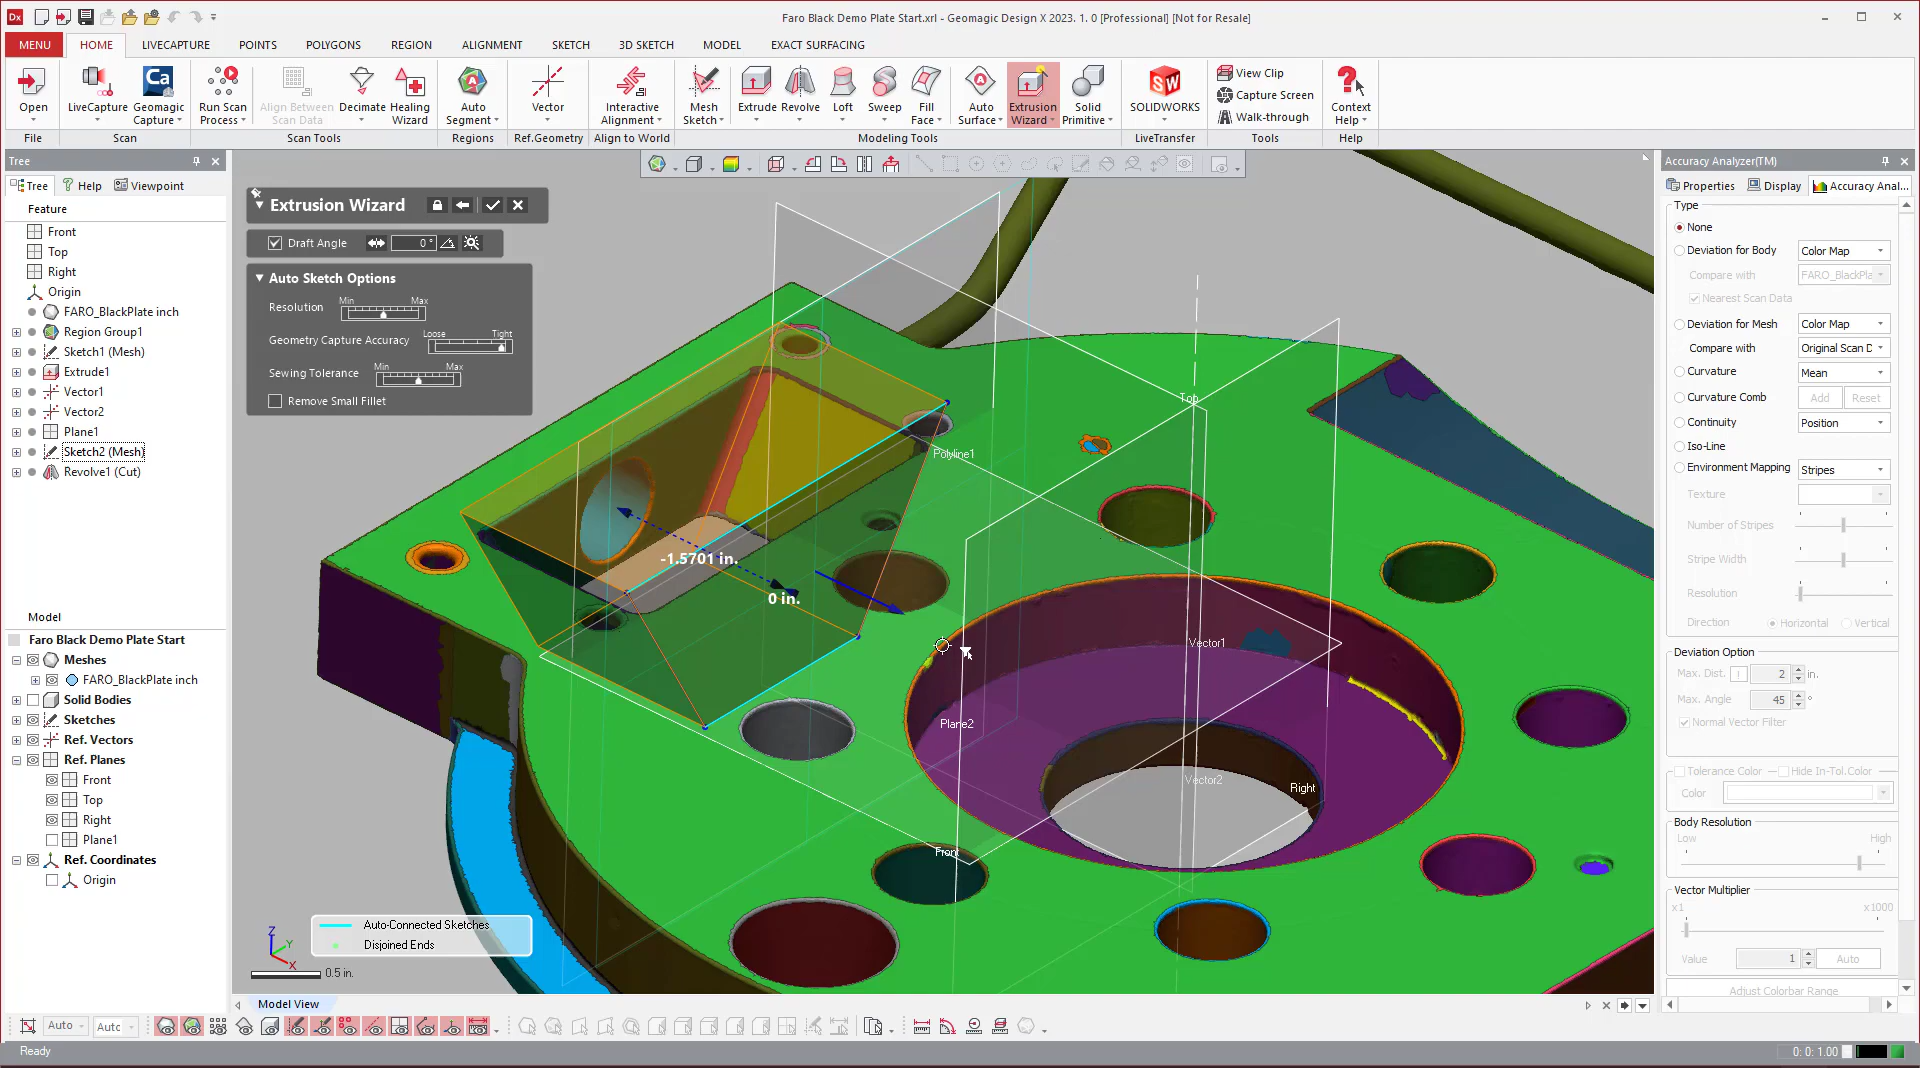 Faro Black Demo Plate Start.xrl - Geomagic Design X 2023. 1. 0 [Professional] [Not for Resale]
MENU HOME LIVECAPTURE POINTS POLYGONS REGION ALIGNMENT SKETCH 3D SKETCH MODEL EXACT SURFACING
Open
LiveCapture
Geomagic Capture
Run Scan Process
Align Between Scan Data
Decimate
Healing Wizard
Auto Segment
Vector
Interactive Alignment
Mesh Sketch
Extrude
Revolve
Loft
Sweep
Fill Face
Auto Surface
Extrusion Wizard
Solid Primitive
SOLIDWORKS
View Clip
Capture Screen
Walk-through
Context Help
File Scan Scan Tools Regions Ref.Geometry Align to World Modeling Tools LiveTransfer Tools Help
Tree
Tree Help Viewpoint
Feature
Front
Top
Right
Origin
FARO_BlackPlate inch
Region Group1
Sketch1 (Mesh)
Extrude1
Vector1
Vector2
Plane1
Sketch2 (Mesh)
Revolve1 (Cut)
Model
Faro Black Demo Plate Start
Meshes
FARO_BlackPlate inch
Solid Bodies
Sketches
Ref. Vectors
Ref. Planes
Front
Top
Right
Plane1
Ref. Coordinates
Origin
Extrusion Wizard
Draft Angle 0 °
Auto Sketch Options
Resolution Min Max
Geometry Capture Accuracy Loose Tight
Sewing Tolerance Min Max
Remove Small Fillet
Top
Polyline1
-1.5701 in.
0 in.
Vector1
Plane2
Vector2
Right
Front
Auto-Connected Sketches
Disjoined Ends
Z
Y
X
0.5 in.
Model View
Auto
Auto
Ready
0: 0: 1.00
Accuracy Analyzer(TM)
Properties Display Accuracy Anal...
Type
None
Deviation for Body Color Map
Compare with FARO_BlackPla
Nearest Scan Data
Deviation for Mesh Color Map
Compare with Original Scan D
Curvature Mean
Curvature Comb Add Reset
Continuity Position
Iso-Line
Environment Mapping Stripes
Texture
Number of Stripes
Stripe Width
Resolution
Direction Horizontal Vertical
Deviation Option
Max. Dist. ! 2 in.
Max. Angle 45 °
Normal Vector Filter
Tolerance Color Hide In-Tol.Color
Color
Body Resolution
Low High
Vector Multiplier
x1 x1000
Value 1 Auto
Adjust Colorbar Range